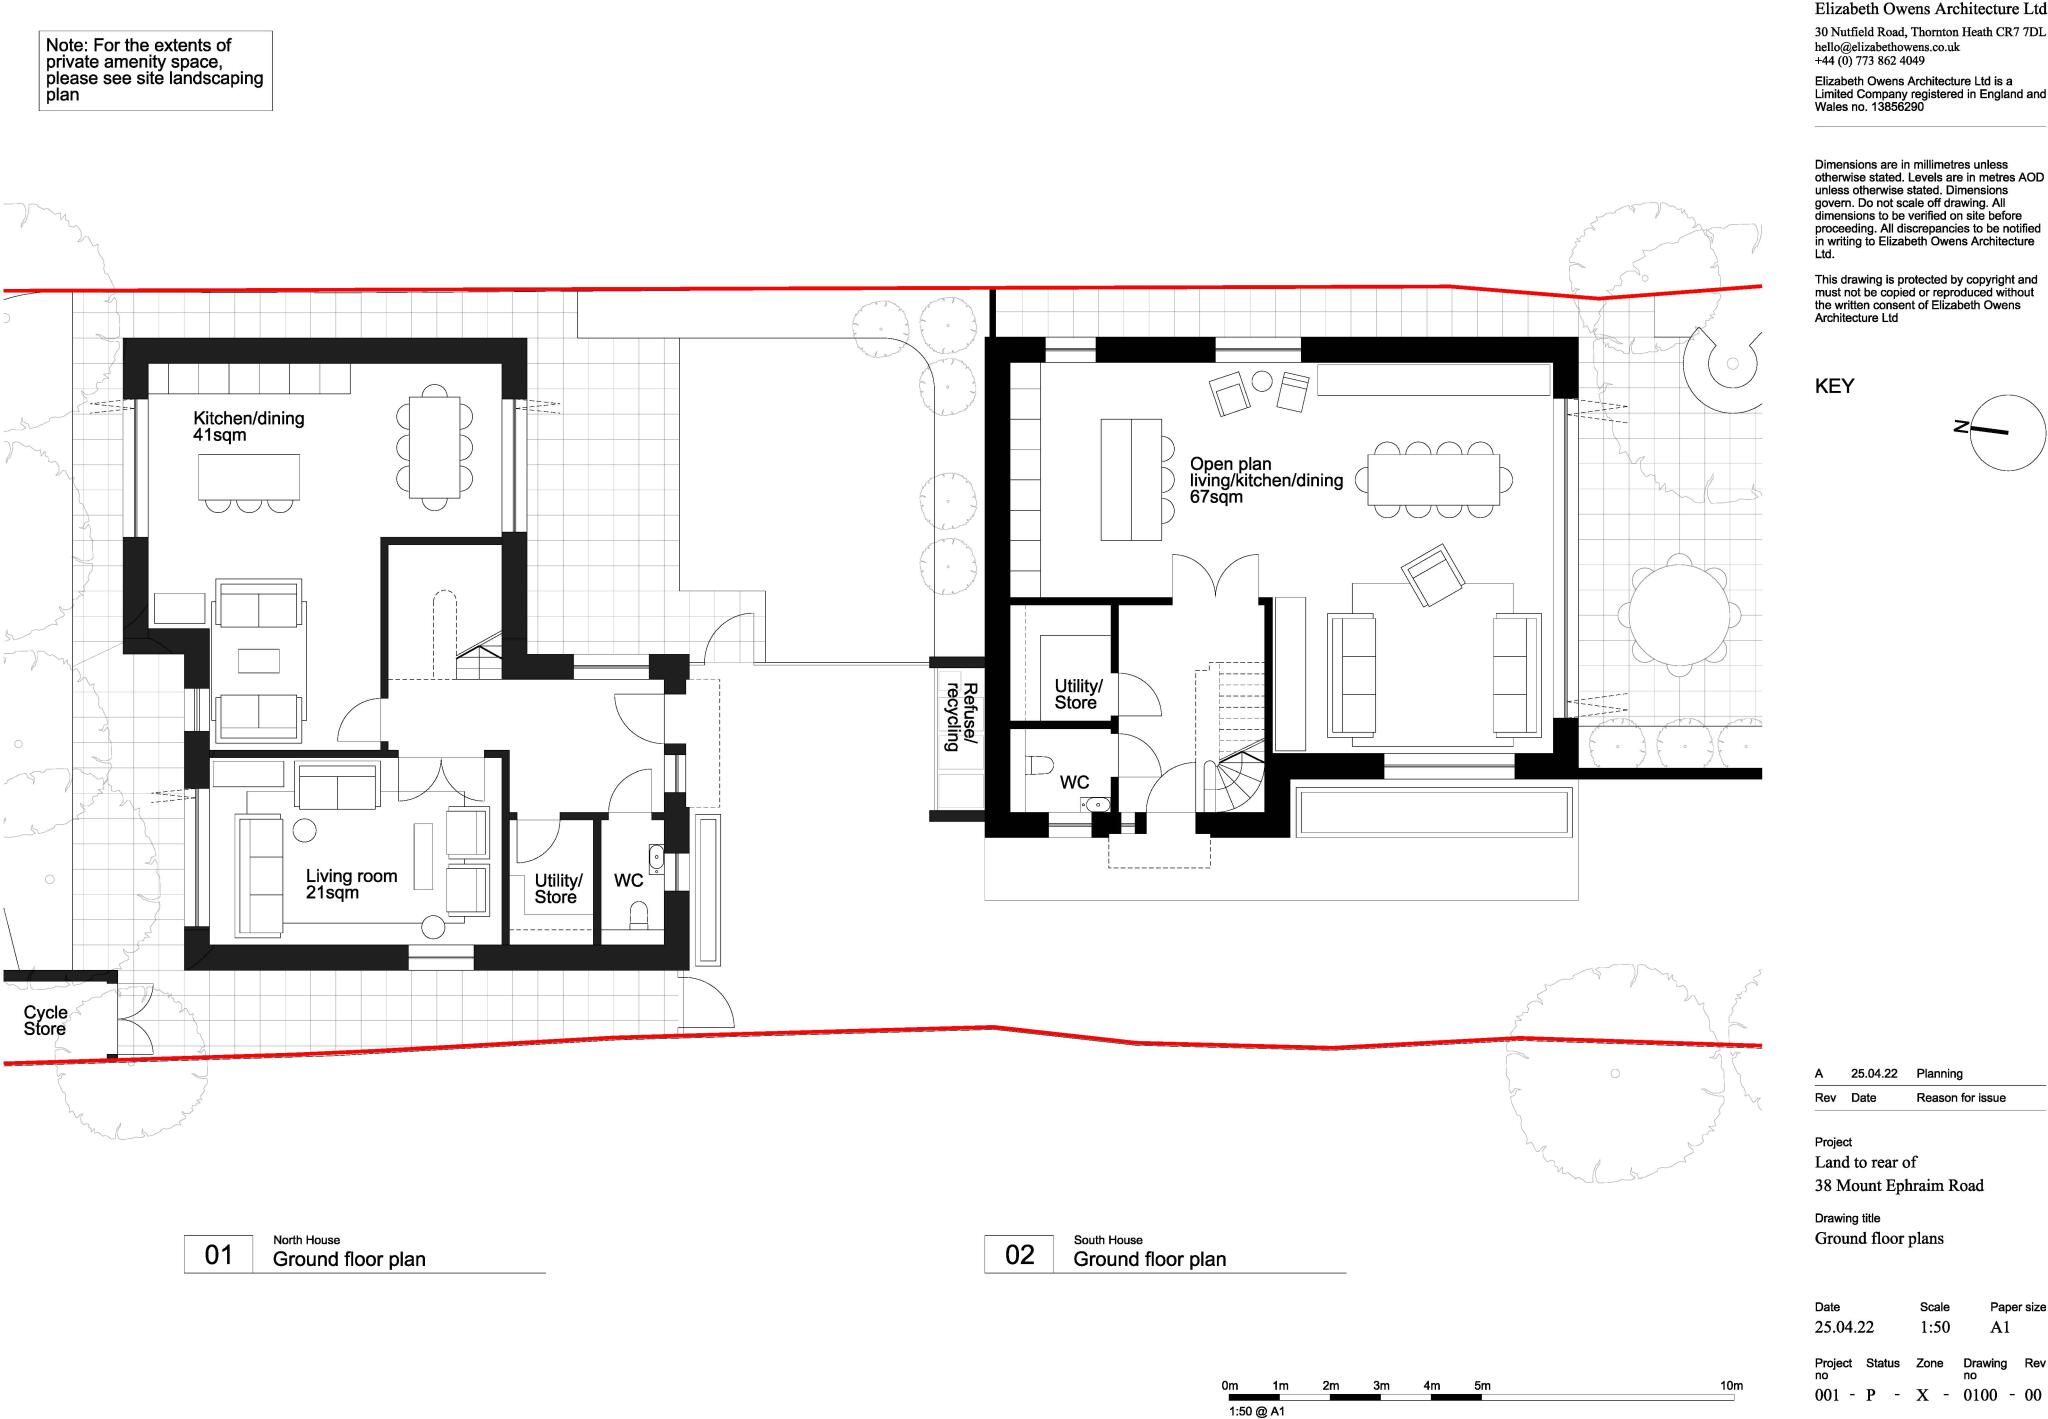 Note: For the extents of
private amenity space,
please see site landscaping
plan
Elizabeth Owens Architecture Ltd
30 Nutfield Road, Thornton Heath CR7 7DL
hello@elizabethowens.co.uk
+44 (0) 773 862 4049
Elizabeth Owens Architecture Ltd is a
Limited Company registered in England and
Wales no. 13856290
Dimensions are in millimetres unless
otherwise stated. Levels are in metres AOD
unless otherwise stated. Dimensions
govern. Do not scale off drawing. All
dimensions to be verified on site before
proceeding. All discrepancies to be notified
in writing to Elizabeth Owens Architecture
Ltd.
This drawing is protected by copyright and
must not be copied or reproduced without
the written consent of Elizabeth Owens
Architecture Ltd
KEY
N
Kitchen/dining
41sqm
Living room
21sqm
Utility/
Store
WC
Cycle
Store
Refuse/
recycling
Open plan
living/kitchen/dining
67sqm
Utility/
Store
WC
01
North House
Ground floor plan
02
South House
Ground floor plan
0m 1m 2m 3m 4m 5m 10m
1:50 @ A1
A 25.04.22 Planning
Rev Date Reason for issue
Project
Land to rear of
38 Mount Ephraim Road
Drawing title
Ground floor plans
Date Scale Paper size
25.04.22 1:50 A1
Project no Status Zone Drawing no Rev
001 - P - X - 0100 - 00